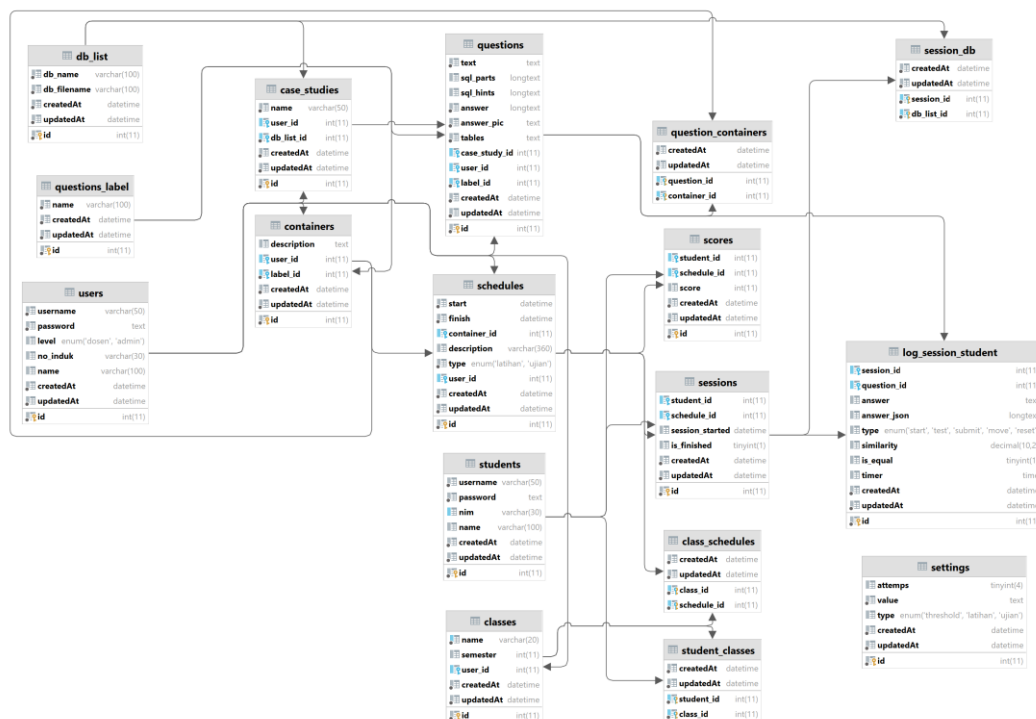 db_list
db_name varchar(100)
db_filename varchar(100)
createdAt datetime
updatedAt datetime
id int(11)
questions_label
name varchar(100)
createdAt datetime
updatedAt datetime
id int(11)
users
username varchar(50)
password text
level enum('dosen', 'admin')
no_induk varchar(30)
name varchar(100)
createdAt datetime
updatedAt datetime
id int(11)
case_studies
name varchar(50)
user_id int(11)
db_list_id int(11)
createdAt datetime
updatedAt datetime
id int(11)
containers
description text
user_id int(11)
label_id int(11)
createdAt datetime
updatedAt datetime
id int(11)
questions
text text
sql_parts longtext
sql_hints longtext
answer longtext
answer_pic text
tables text
case_study_id int(11)
user_id int(11)
label_id int(11)
createdAt datetime
updatedAt datetime
id int(11)
schedules
start datetime
finish datetime
container_id int(11)
description varchar(360)
type enum('latihan', 'ujian')
user_id int(11)
createdAt datetime
updatedAt datetime
id int(11)
students
username varchar(50)
password text
nim varchar(30)
name varchar(100)
createdAt datetime
updatedAt datetime
id int(11)
classes
name varchar(20)
semester int(11)
user_id int(11)
createdAt datetime
updatedAt datetime
id int(11)
question_containers
createdAt datetime
updatedAt datetime
question_id int(11)
container_id int(11)
scores
student_id int(11)
schedule_id int(11)
score int(11)
createdAt datetime
updatedAt datetime
id int(11)
sessions
student_id int(11)
schedule_id int(11)
session_started datetime
is_finished tinyint(1)
createdAt datetime
updatedAt datetime
id int(11)
class_schedules
createdAt datetime
updatedAt datetime
class_id int(11)
schedule_id int(11)
student_classes
createdAt datetime
updatedAt datetime
student_id int(11)
class_id int(11)
session_db
createdAt datetime
updatedAt datetime
session_id int(11)
db_list_id int(11)
log_session_student
session_id int(11
question_id int(11
answer tex
answer_json longtex
type enum('start', 'test', 'submit', 'move', 'reset'
similarity decimal(10,2
is_equal tinyint(1
timer time
createdAt datetim
updatedAt datetim
id int(11
settings
attemps tinyint(4)
value text
type enum('threshold', 'latihan', 'ujian')
createdAt datetime
updatedAt datetime
id int(11)